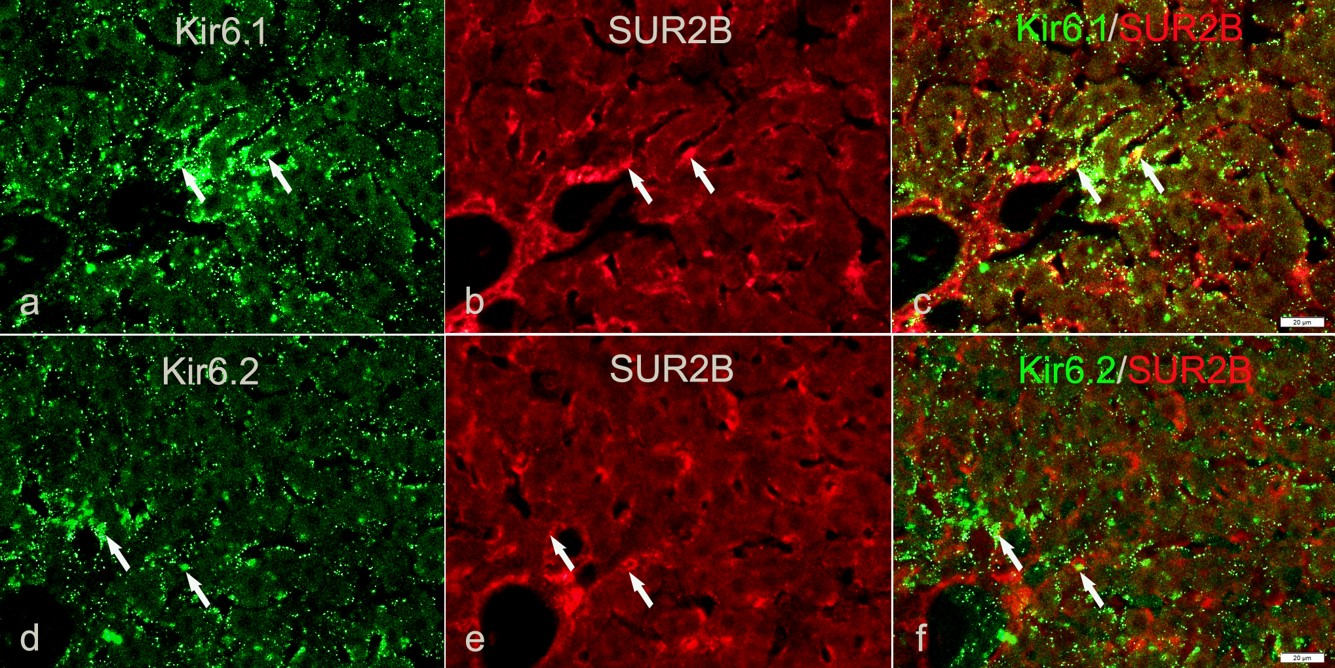 Kir6.1
SUR2B
Kir6.1/SUR2B
a
b
c
20 µm
Kir6.2
SUR2B
Kir6.2/SUR2B
d
e
f
20 µm